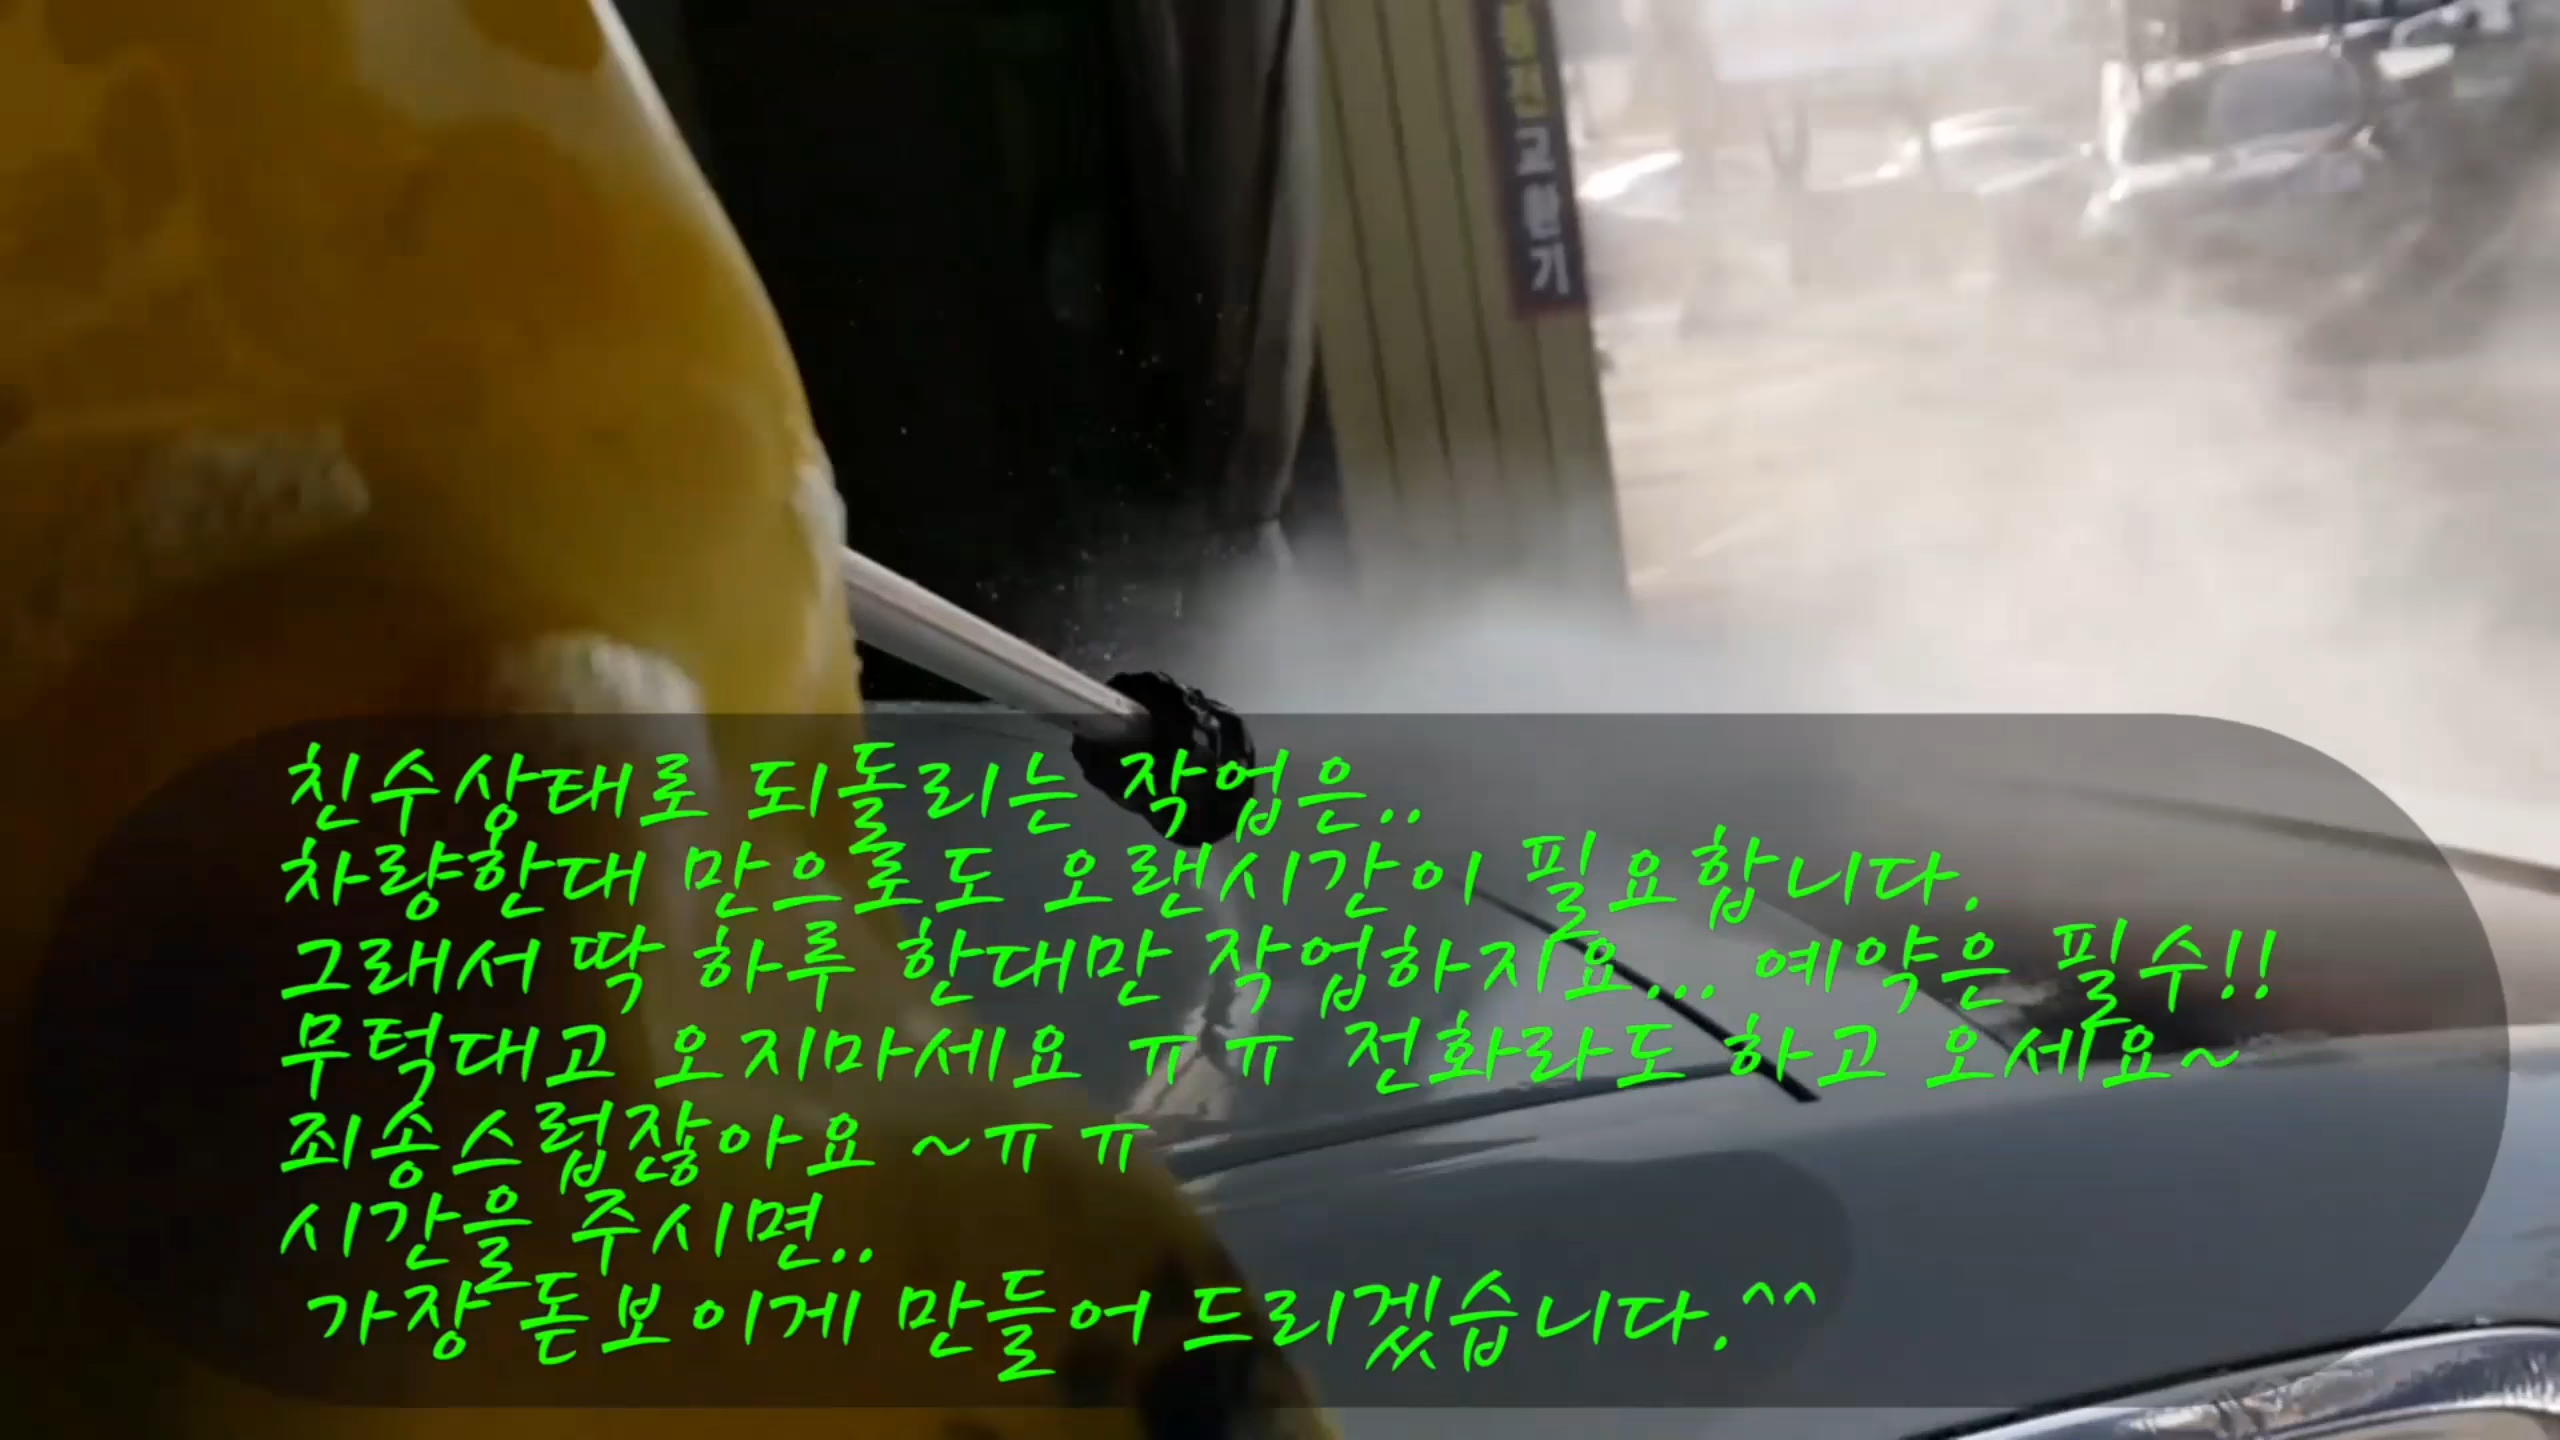 동전교환기
친수상태로 되돌리는 작업은..
차량한대 만으로도 오랜시간이 필요합니다.
그래서 딱 하루 한대만 작업하지요... 예약은 필수!!
무턱대고 오지마세요 ㅠㅠ 전화라도 하고 오세요~
죄송스럽잖아요 ~ㅠㅠ
시간을 주시면..
가장 돋보이게 만들어 드리겠습니다.^^